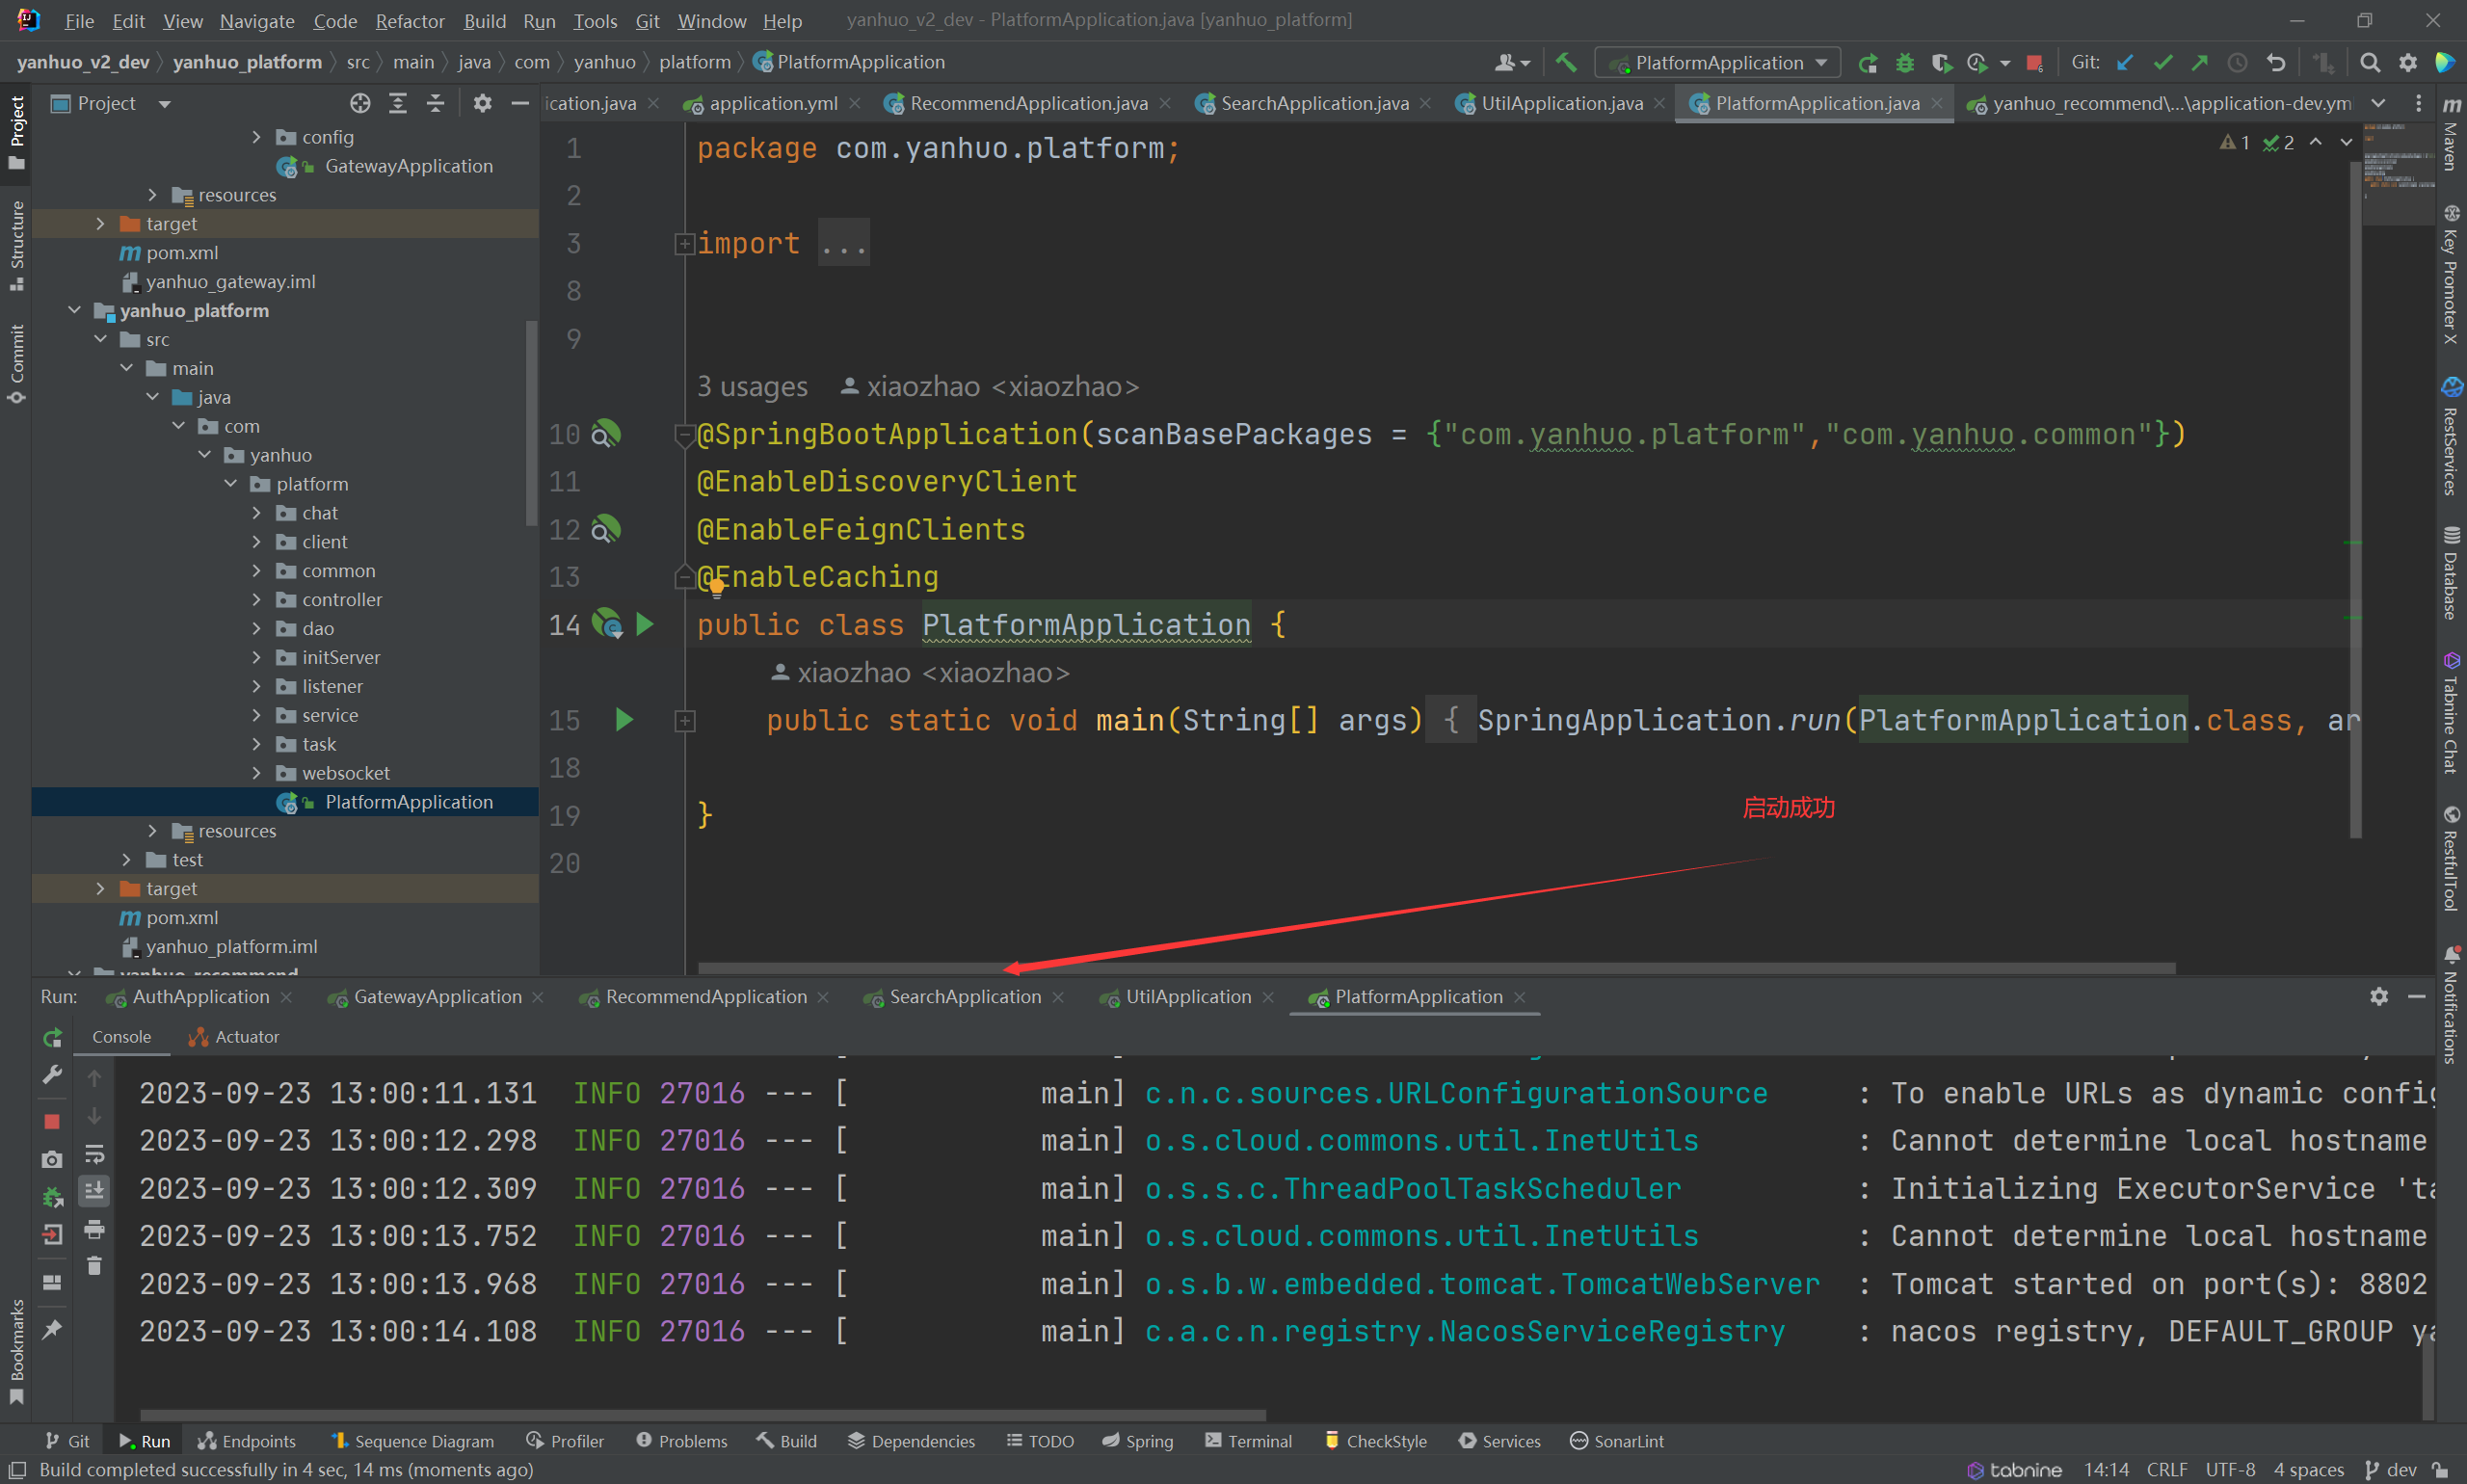 File Edit View Navigate Code Refactor Build Run Tools Git Window Help yanhuo_v2_dev - PlatformApplication.java [yanhuo_platform]
yanhuo_v2_dev yanhuo_platform src main java com yanhuo platform PlatformApplication PlatformApplication Git:
Project
ication.java application.yml RecommendApplication.java SearchApplication.java UtilApplication.java PlatformApplication.java yanhuo_recommend\...\application-dev.yml
Project
Structure
Commit
Bookmarks
config
GatewayApplication
resources
target
pom.xml
yanhuo_gateway.iml
yanhuo_platform
src
main
java
com
yanhuo
platform
chat
client
common
controller
dao
initServer
listener
service
task
websocket
PlatformApplication
resources
test
target
pom.xml
yanhuo_platform.iml
yanhuo_recommend
1 package com.yanhuo.platform;
1 2
2
3 import ...
8
9
3 usages xiaozhao <xiaozhao>
10 @SpringBootApplication(scanBasePackages = {"com.yanhuo.platform","com.yanhuo.common"})
11 @EnableDiscoveryClient
12 @EnableFeignClients
13 @EnableCaching
14 public class PlatformApplication {
xiaozhao <xiaozhao>
15 public static void main(String[] args) { SpringApplication.run(PlatformApplication.class, ar
18
19 }
20
启动成功
Maven
Key Promoter X
RestServices
Database
Tabnine Chat
RestfulTool
Notifications
Run: AuthApplication GatewayApplication RecommendApplication SearchApplication UtilApplication PlatformApplication
Console Actuator
2023-09-23 13:00:11.131 INFO 27016 --- [ main] c.n.c.sources.URLConfigurationSource : To enable URLs as dynamic config
2023-09-23 13:00:12.298 INFO 27016 --- [ main] o.s.cloud.commons.util.InetUtils : Cannot determine local hostname
2023-09-23 13:00:12.309 INFO 27016 --- [ main] o.s.s.c.ThreadPoolTaskScheduler : Initializing ExecutorService 'ta
2023-09-23 13:00:13.752 INFO 27016 --- [ main] o.s.cloud.commons.util.InetUtils : Cannot determine local hostname
2023-09-23 13:00:13.968 INFO 27016 --- [ main] o.s.b.w.embedded.tomcat.TomcatWebServer : Tomcat started on port(s): 8802
2023-09-23 13:00:14.108 INFO 27016 --- [ main] c.a.c.n.registry.NacosServiceRegistry : nacos registry, DEFAULT_GROUP ya
Git Run Endpoints Sequence Diagram Profiler Problems Build Dependencies TODO Spring Terminal CheckStyle Services SonarLint
Build completed successfully in 4 sec, 14 ms (moments ago) tabnine 14:14 CRLF UTF-8 4 spaces dev